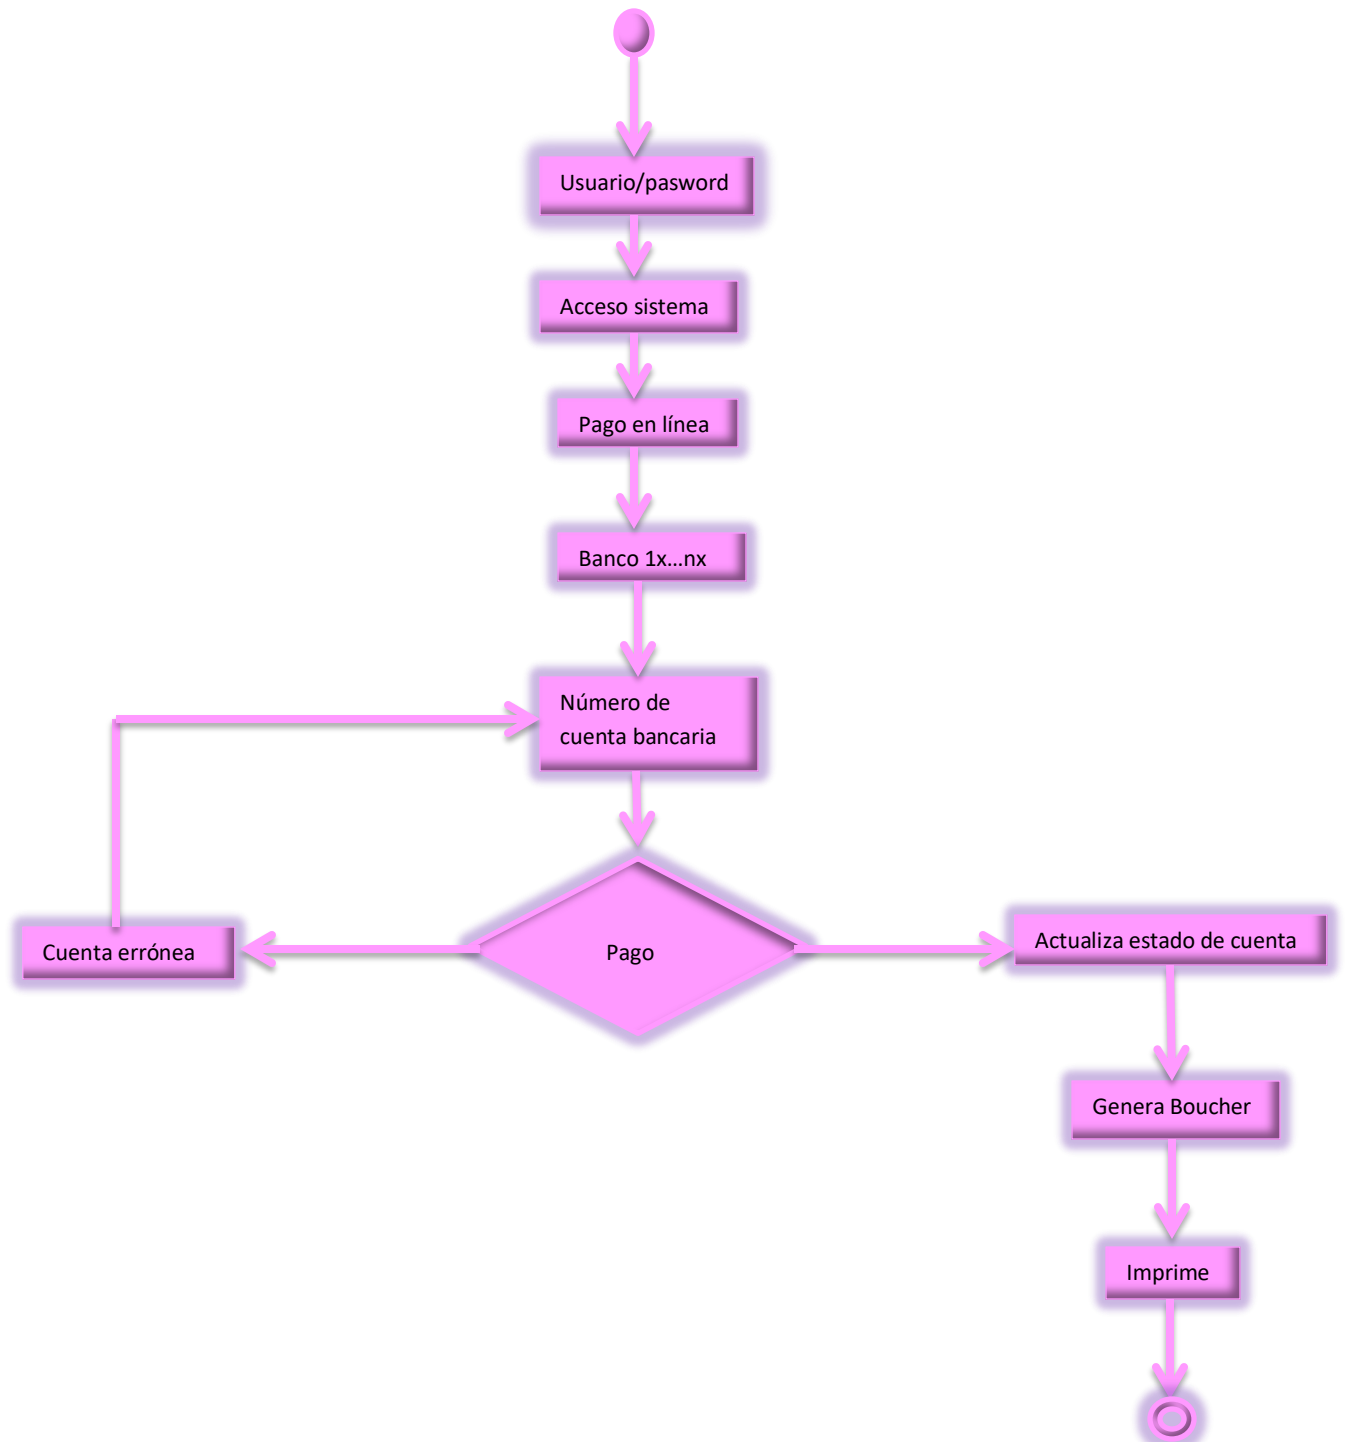 Usuario/pasword
Acceso sistema
Pago en línea
Banco 1x...nx
Número de
cuenta bancaria
Cuenta errónea
Pago
Actualiza estado de cuenta
Genera Boucher
Imprime